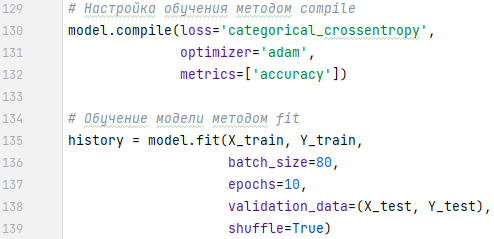 129 # Настройка обучения методом compile
130 model.compile(loss='categorical_crossentropy',
131 optimizer='adam',
132 metrics=['accuracy'])
133
134 # Обучение модели методом fit
135 history = model.fit(X_train, Y_train,
136 batch_size=80,
137 epochs=10,
138 validation_data=(X_test, Y_test),
139 shuffle=True)